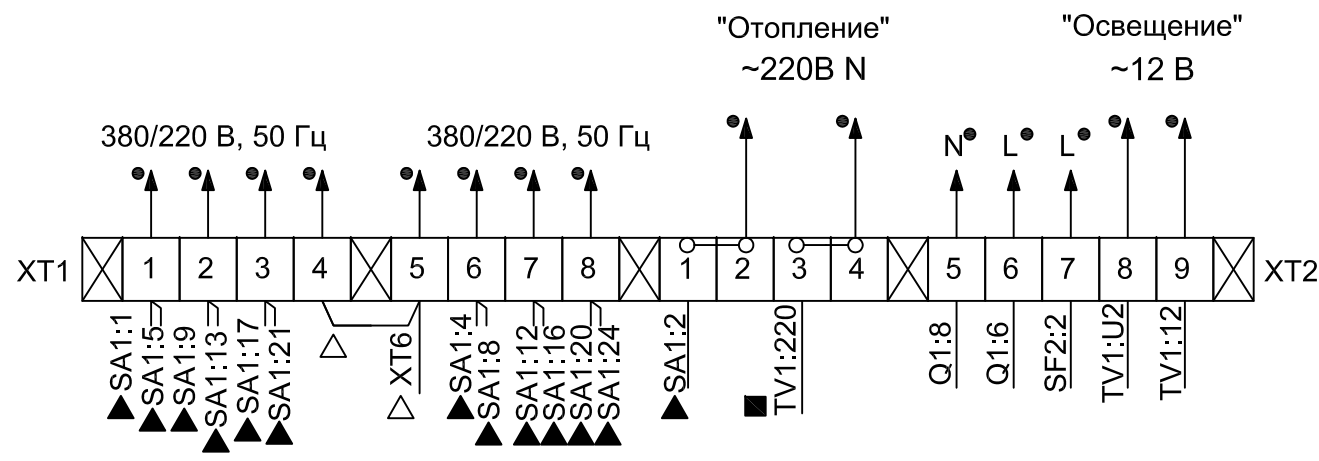 "Отопление"
~220В N
"Освещение"
~12 В
380/220 В, 50 Гц
380/220 В, 50 Гц
N
L
L
XT1
1
2
3
4
5
6
7
8
1
2
3
4
5
6
7
8
9
XT2
SA1:1
SA1:5
SA1:9
SA1:13
SA1:17
SA1:21
XT6
SA1:4
SA1:8
SA1:12
SA1:16
SA1:20
SA1:24
SA1:2
TV1:220
Q1:8
Q1:6
SF2:2
TV1:U2
TV1:12